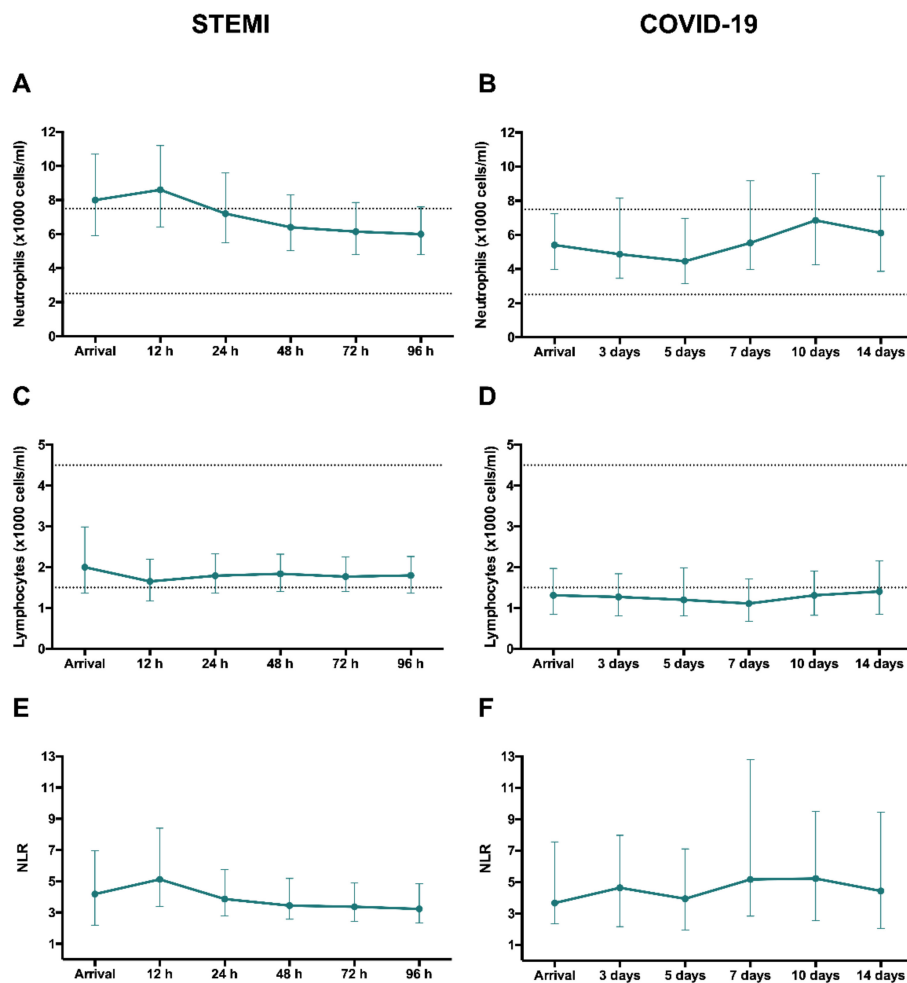 STEMI
COVID-19
A
Neutrophils (x1000 cells/ml)
12
10
8
6
4
2
0
Arrival 12 h 24 h 48 h 72 h 96 h
B
Neutrophils (x1000 cells/ml)
12
10
8
6
4
2
0
Arrival 3 days 5 days 7 days 10 days 14 days
C
Lymphocytes (x1000 cells/ml)
5
4
3
2
1
0
Arrival 12 h 24 h 48 h 72 h 96 h
D
Lymphocytes (x1000 cells/ml)
5
4
3
2
1
0
Arrival 3 days 5 days 7 days 10 days 14 days
E
NLR
13
11
9
7
5
3
1
Arrival 12 h 24 h 48 h 72 h 96 h
F
NLR
13
11
9
7
5
3
1
Arrival 3 days 5 days 7 days 10 days 14 days